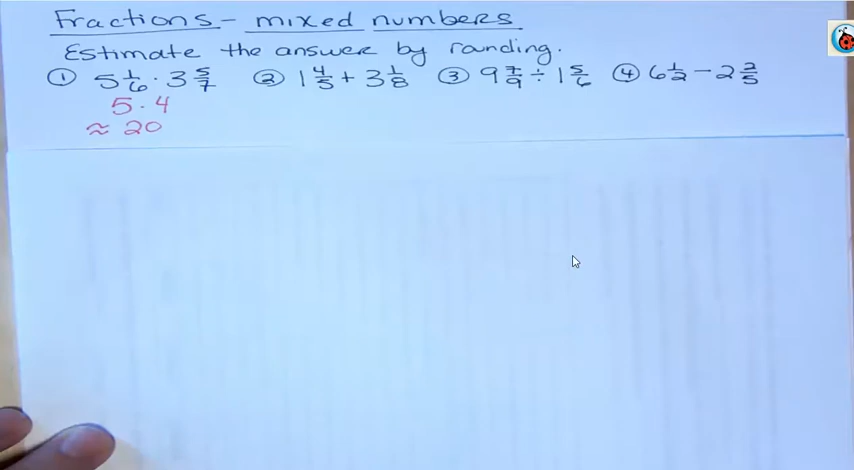 Fractions - mixed numbers
Estimate the answer by rounding.
① 5 1/6 · 3 5/7 ② 1 4/5 + 3 1/8 ③ 9 7/9 ÷ 1 5/6 ④ 6 1/2 - 2 2/5
5 · 4
≈ 20